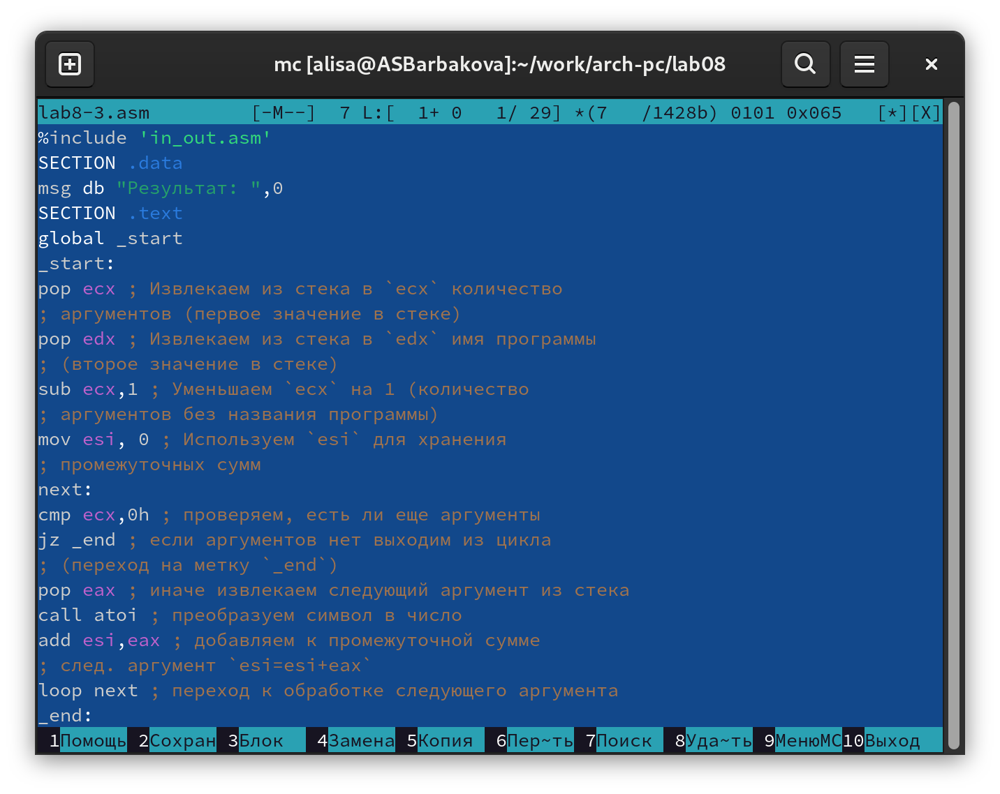 mc [alisa@ASBarbakova]:~/work/arch-pc/lab08
lab8-3.asm         [-M--]  7 L:[  1+ 0   1/ 29] *(7   /1428b) 0101 0x065   [*][X]
%include 'in_out.asm'
SECTION .data
msg db "Результат: ",0
SECTION .text
global _start
_start:
pop ecx ; Извлекаем из стека в `ecx` количество
; аргументов (первое значение в стеке)
pop edx ; Извлекаем из стека в `edx` имя программы
; (второе значение в стеке)
sub ecx,1 ; Уменьшаем `ecx` на 1 (количество
; аргументов без названия программы)
mov esi, 0 ; Используем `esi` для хранения
; промежуточных сумм
next:
cmp ecx,0h ; проверяем, есть ли еще аргументы
jz _end ; если аргументов нет выходим из цикла
; (переход на метку `_end`)
pop eax ; иначе извлекаем следующий аргумент из стека
call atoi ; преобразуем символ в число
add esi,eax ; добавляем к промежуточной сумме
; след. аргумент `esi=esi+eax`
loop next ; переход к обработке следующего аргумента
_end:
1Помощь 2Сохран 3Блок 4Замена 5Копия 6Пер~ть 7Поиск 8Уда~ть 9МенюMC 10Выход